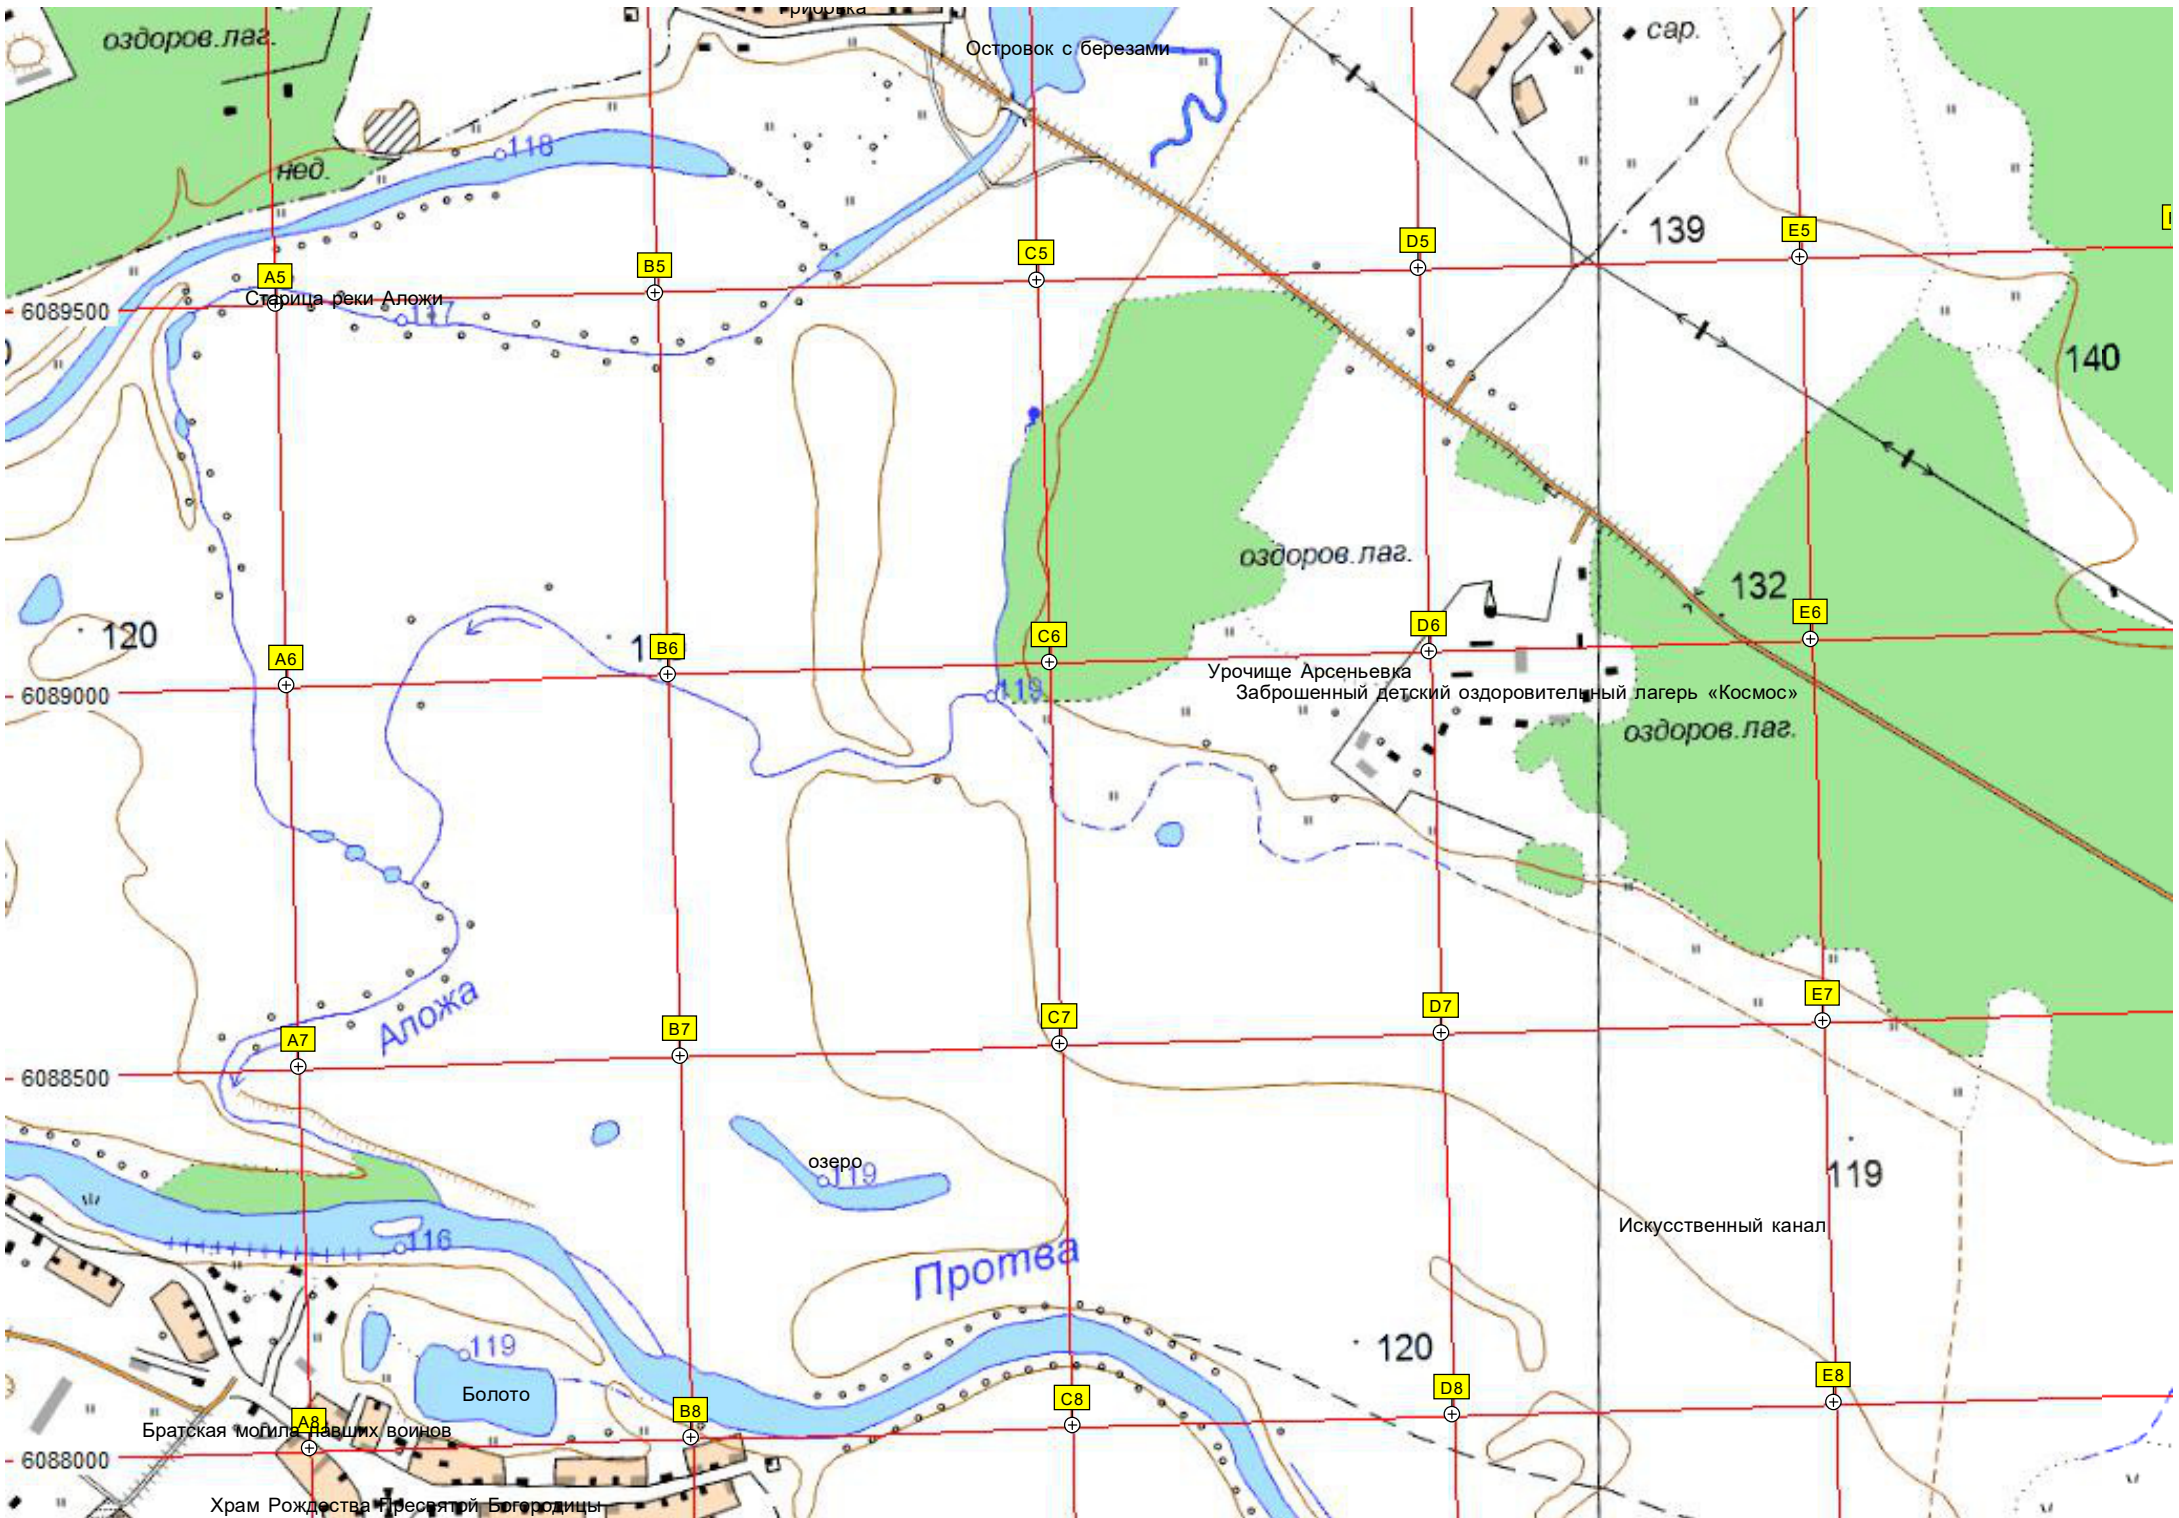 оздоров.лаг.
Островок с березами
сар.
118
нед.
139
A5
B5
C5
D5
E5
Старица реки Аложи
6089500
117
140
оздоров.лаг.
132
120
A6
B6
C6
D6
E6
Урочище Арсеньевка
119
Заброшенный детский оздоровительный лагерь «Космос»
6089000
оздоров.лаг.
Аложа
A7
B7
C7
D7
E7
6088500
озеро
119
119
Искусственный канал
116
Протва
119
120
Болото
A8
B8
C8
D8
E8
Братская могила павших воинов
6088000
Храм Рождества Пресвятой Богородицы